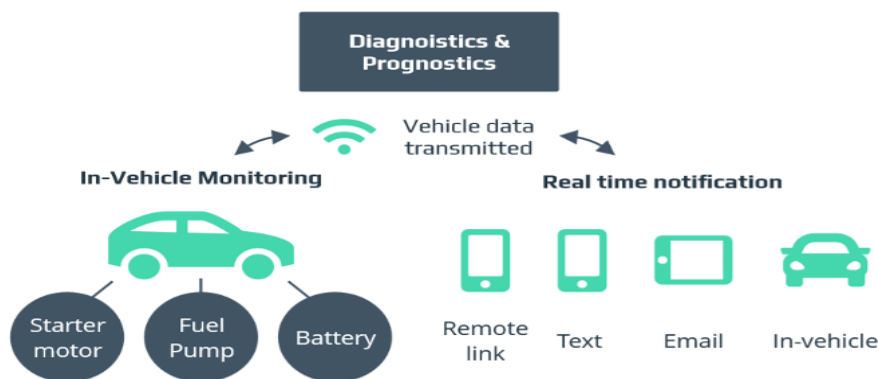 Diagnoistics &
Prognostics
Vehicle data
transmitted
In-Vehicle Monitoring
Real time notification
Starter
motor
Fuel
Pump
Battery
Remote
link
Text
Email
In-vehicle